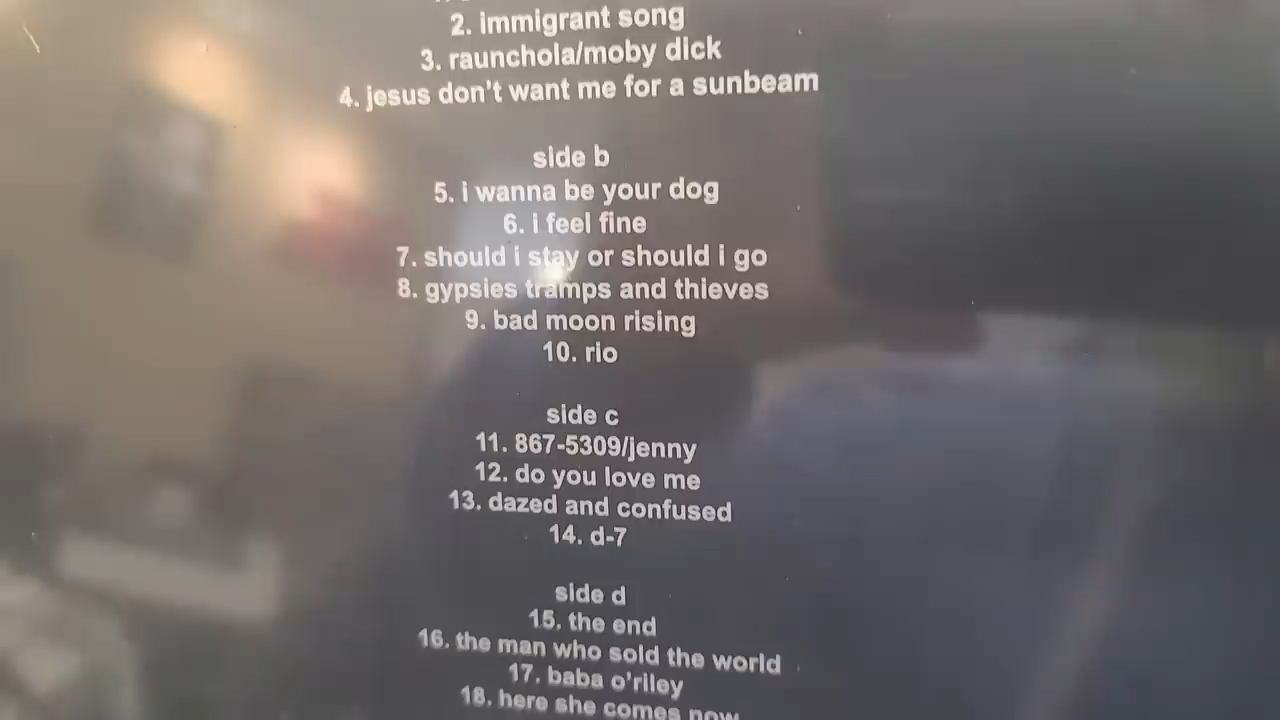 2. immigrant song
3. raunchola/moby dick
4. jesus don't want me for a sunbeam
side b
5. i wanna be your dog
6. i feel fine
7. should i stay or should i go
8. gypsies tramps and thieves
9. bad moon rising
10. rio
side c
11. 867-5309/jenny
12. do you love me
13. dazed and confused
14. d-7
side d
15. the end
16. the man who sold the world
17. baba o'riley
18. here she comes now